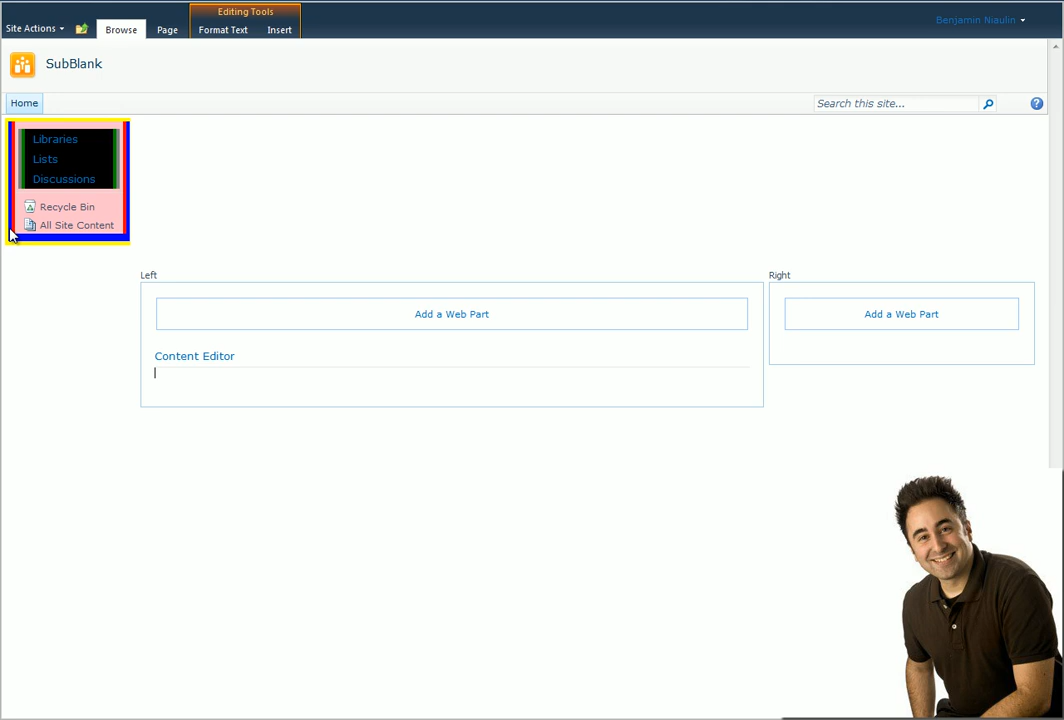 Editing Tools
Site Actions Browse Page Format Text Insert Benjamin Niaulin
SubBlank
Home Search this site...
Libraries
Lists
Discussions
Recycle Bin
All Site Content
Left Right
Add a Web Part Add a Web Part
Content Editor